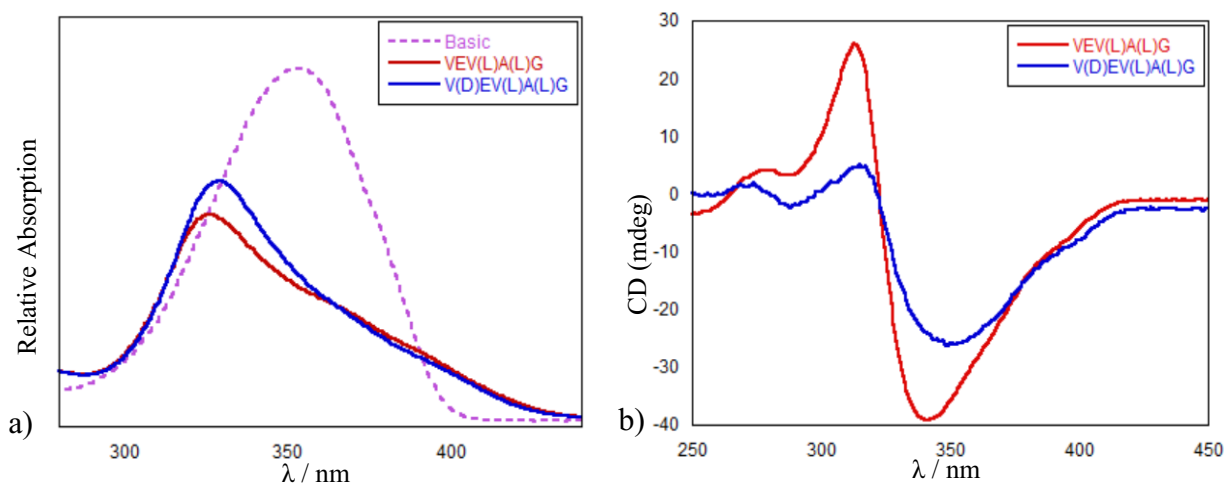 Basic
VEV(L)A(L)G
V(D)EV(L)A(L)G
Relative Absorption
300
350
400
λ / nm
a)
VEV(L)A(L)G
V(D)EV(L)A(L)G
30
20
10
0
-10
-20
-30
-40
CD (mdeg)
250
300
350
400
450
λ / nm
b)